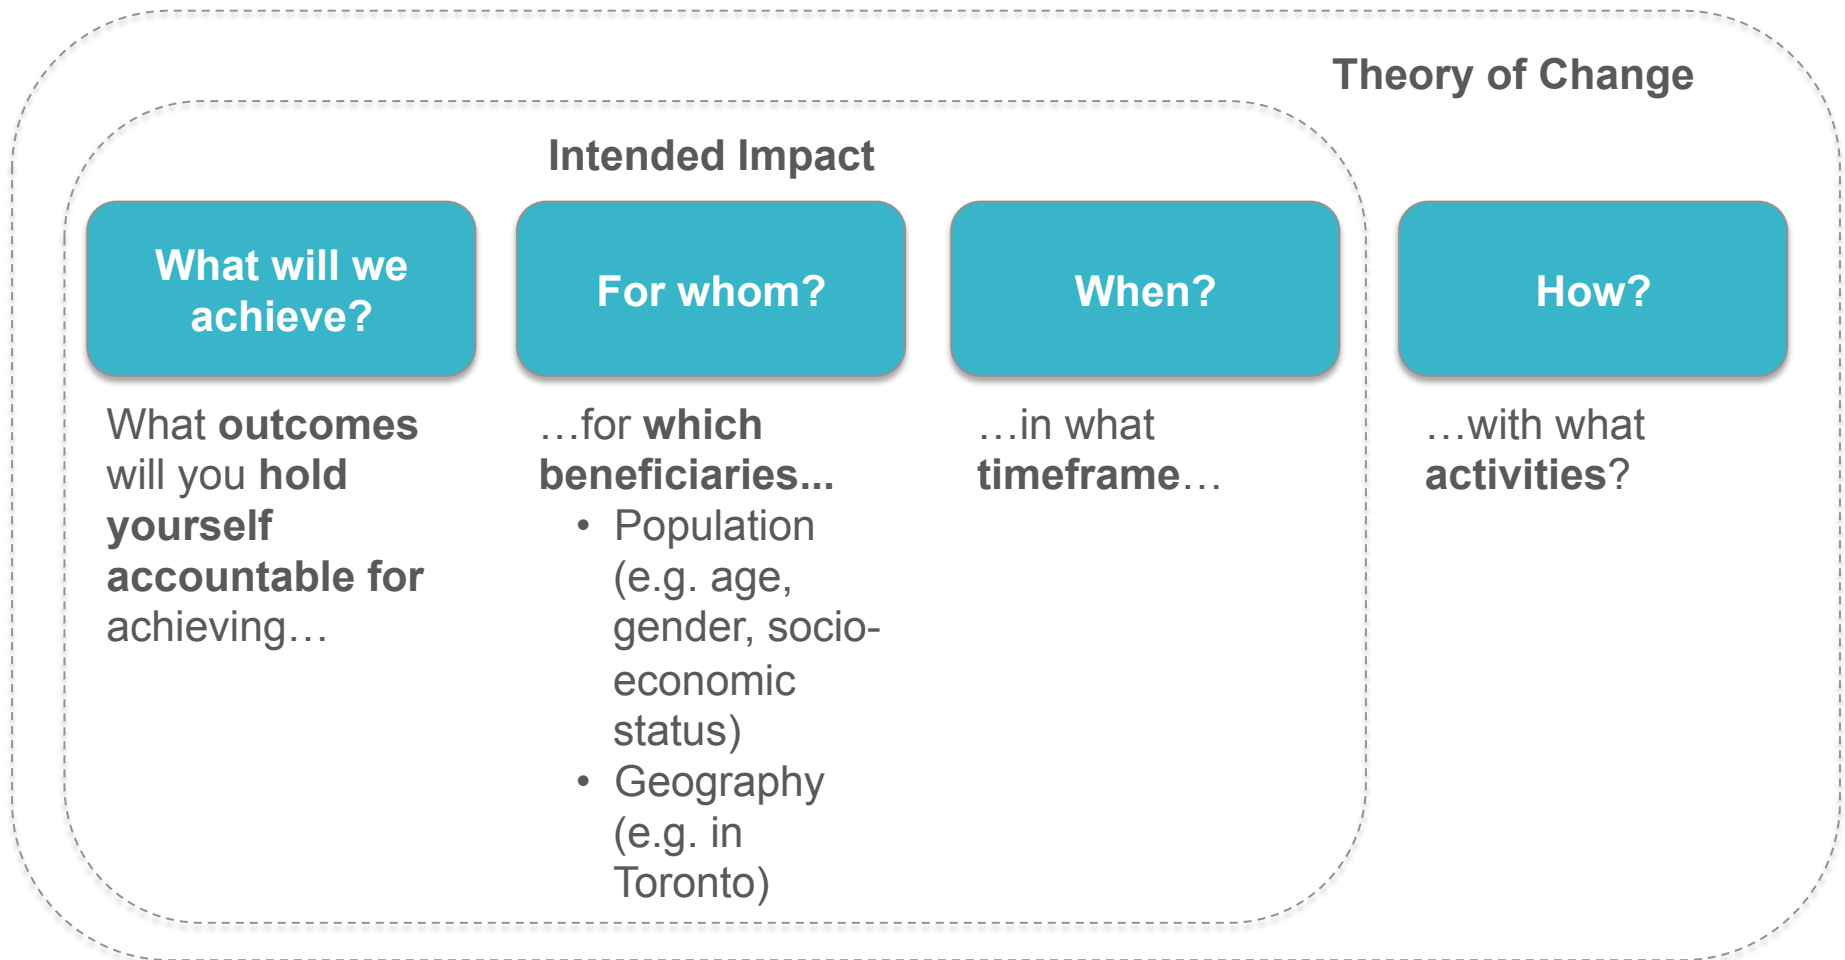 Theory of Change
Intended Impact
What will we
achieve?
For whom?
When?
How?
What outcomes
will you hold
yourself
accountable for
achieving…
…for which
beneficiaries...
• Population
(e.g. age,
gender, socio-
economic
status)
• Geography
(e.g. in
Toronto)
…in what
timeframe…
…with what
activities?